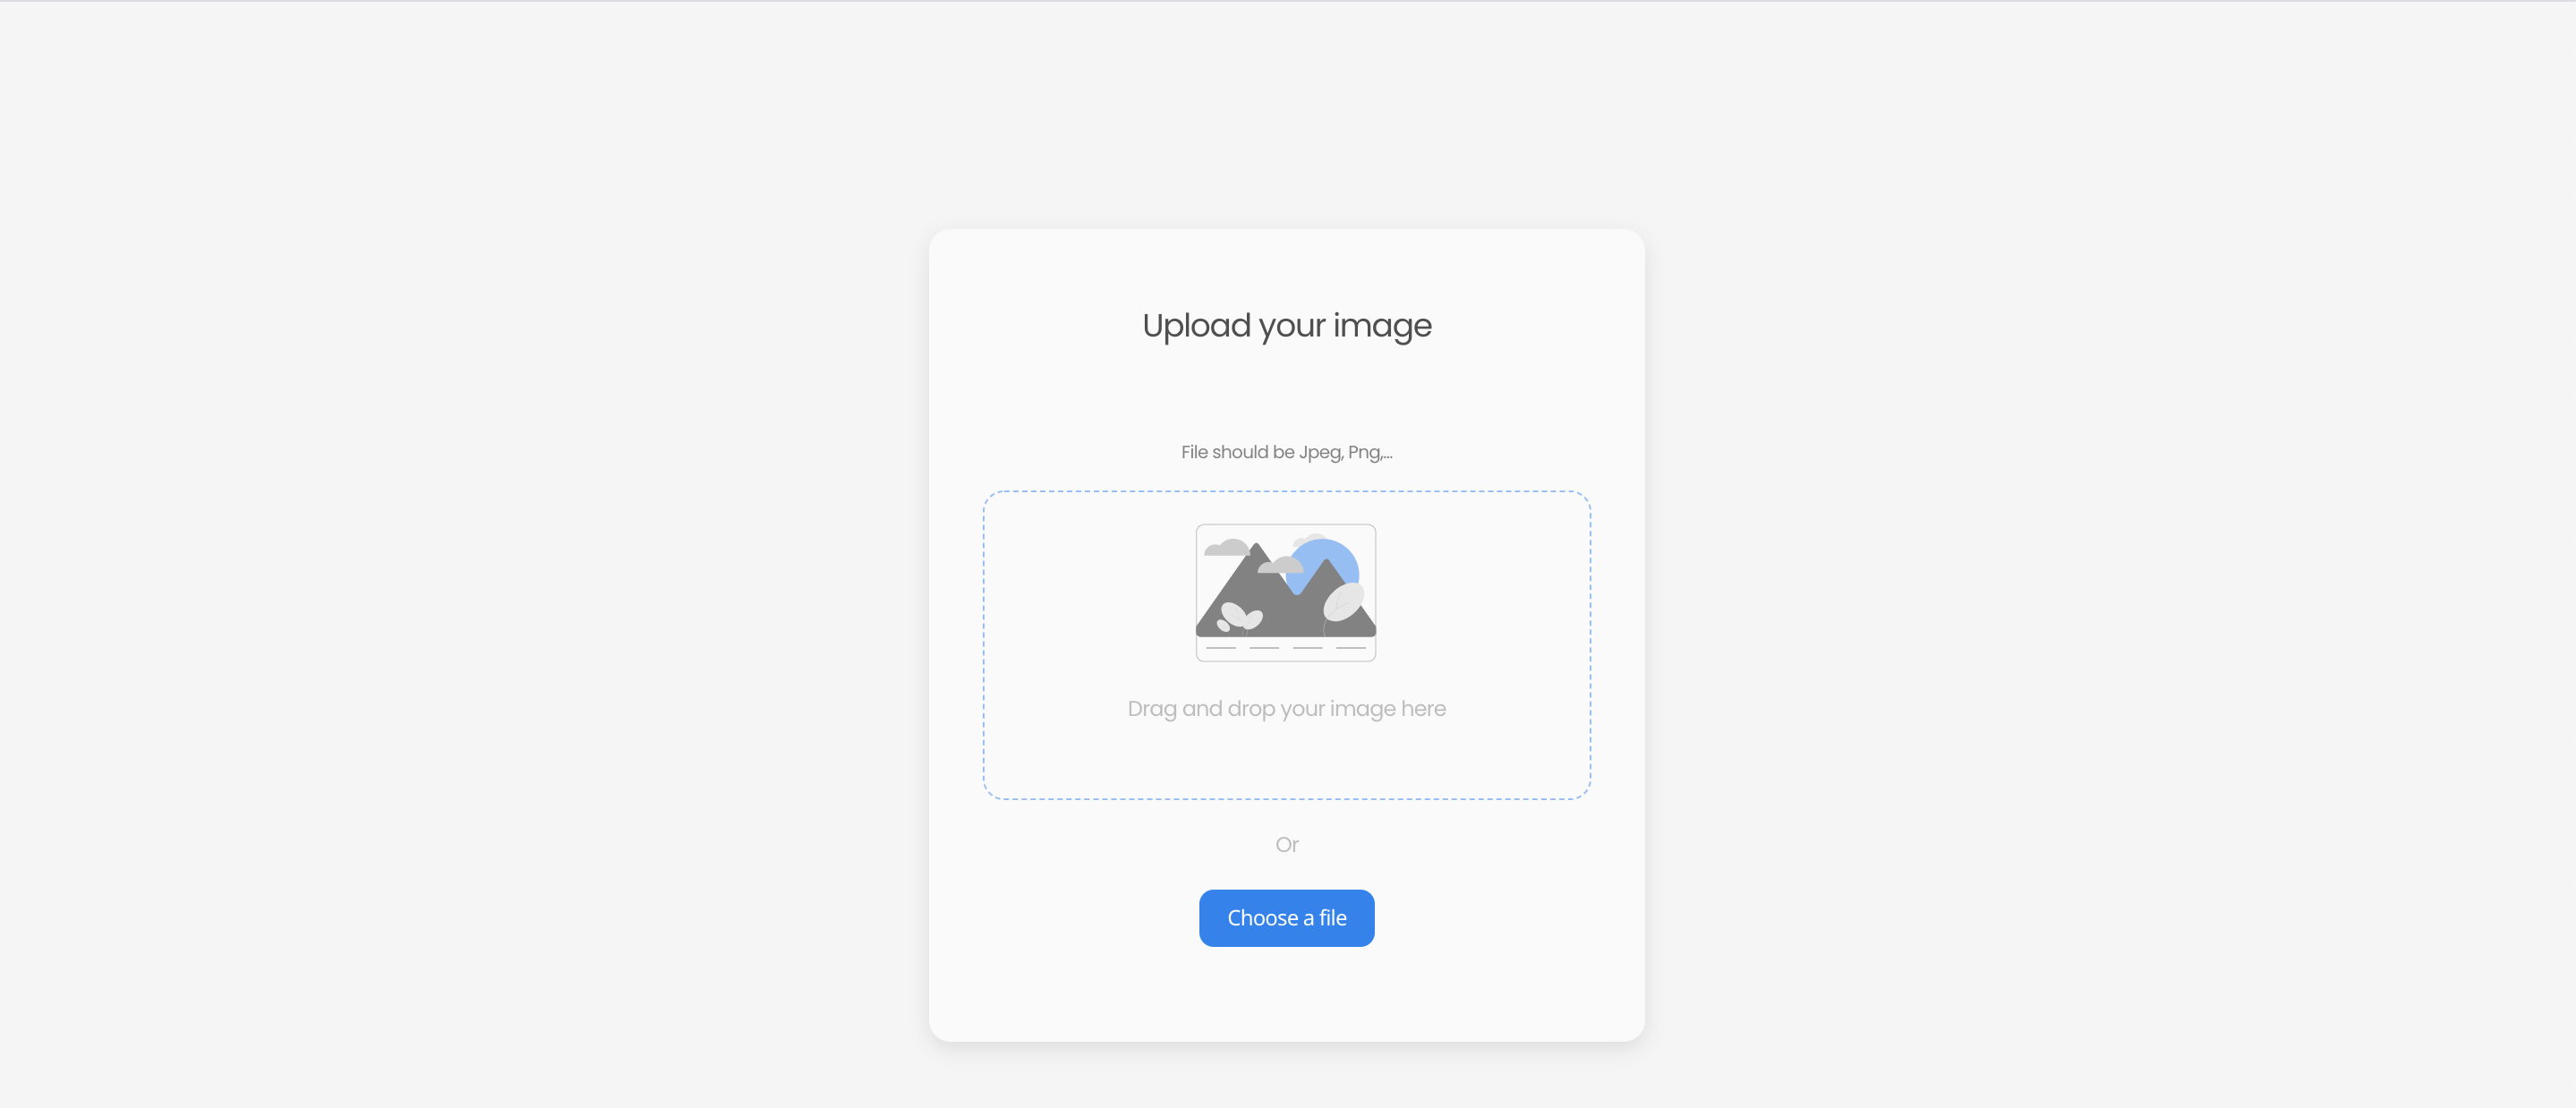 Upload your image
File should be Jpeg, Png,...
Drag and drop your image here
Or
Choose a file